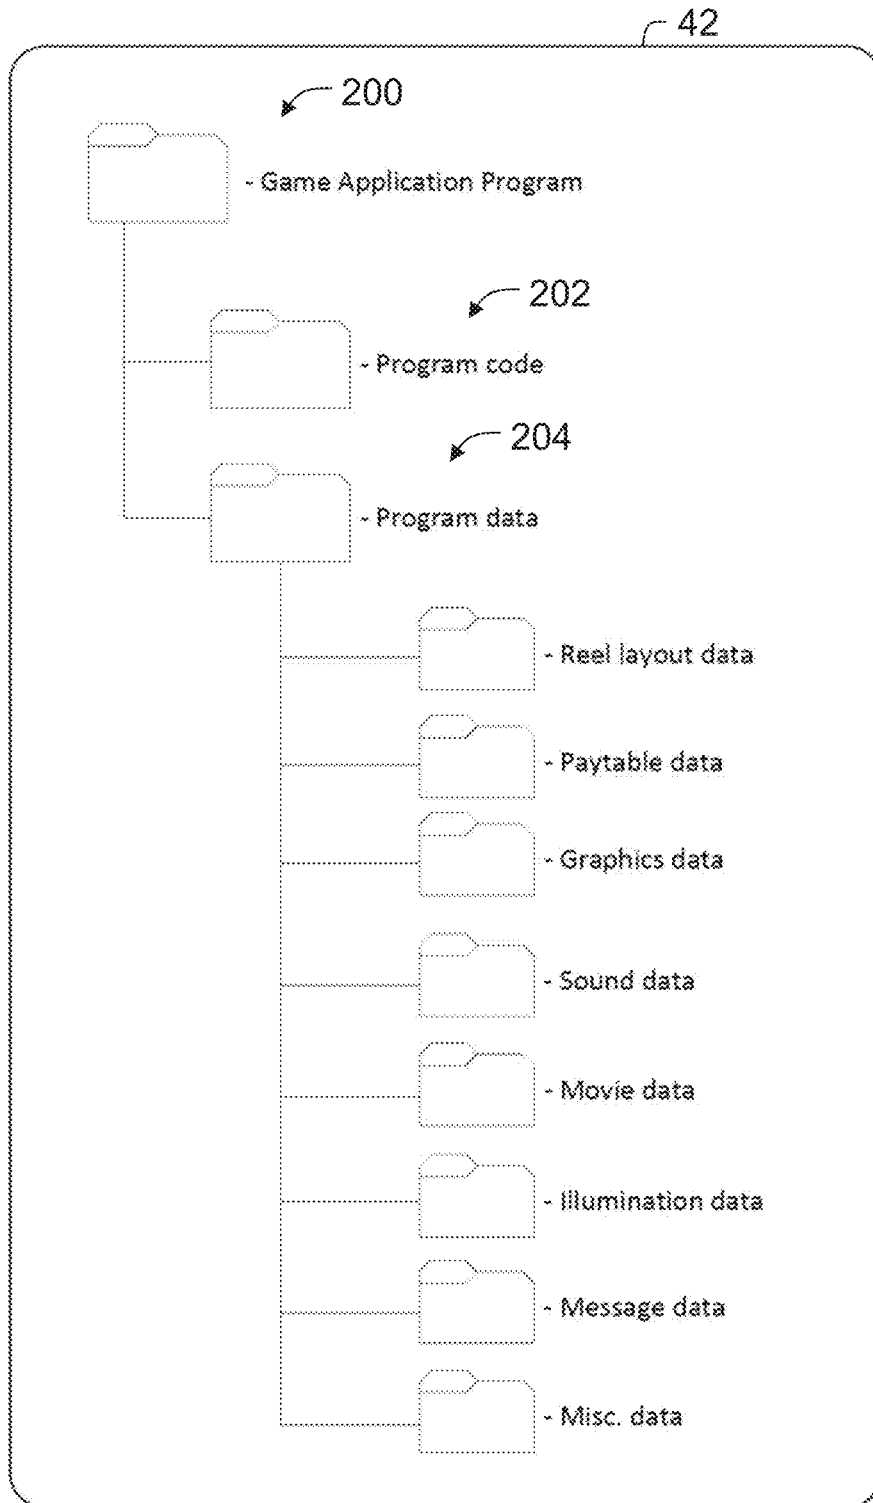 42
200
- Game Application Program
202
- Program code
204
- Program data
- Reel layout data
- Paytable data
- Graphics data
- Sound data
- Movie data
- Illumination data
- Message data
- Misc. data